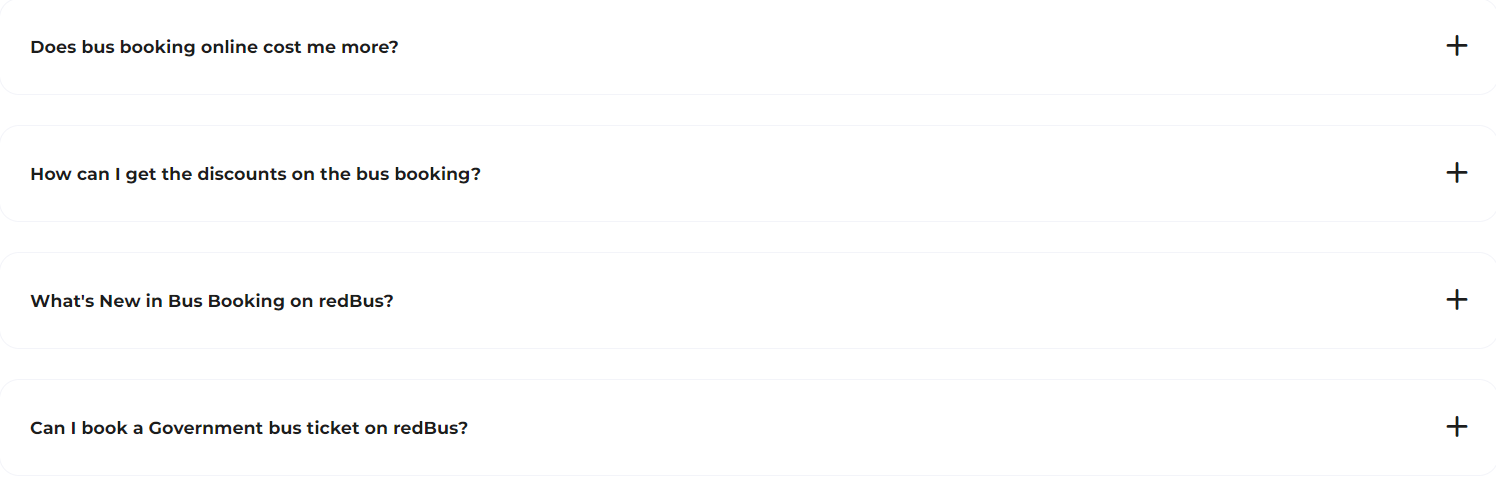 Does bus booking online cost me more?
How can I get the discounts on the bus booking?
What's New in Bus Booking on redBus?
Can I book a Government bus ticket on redBus?